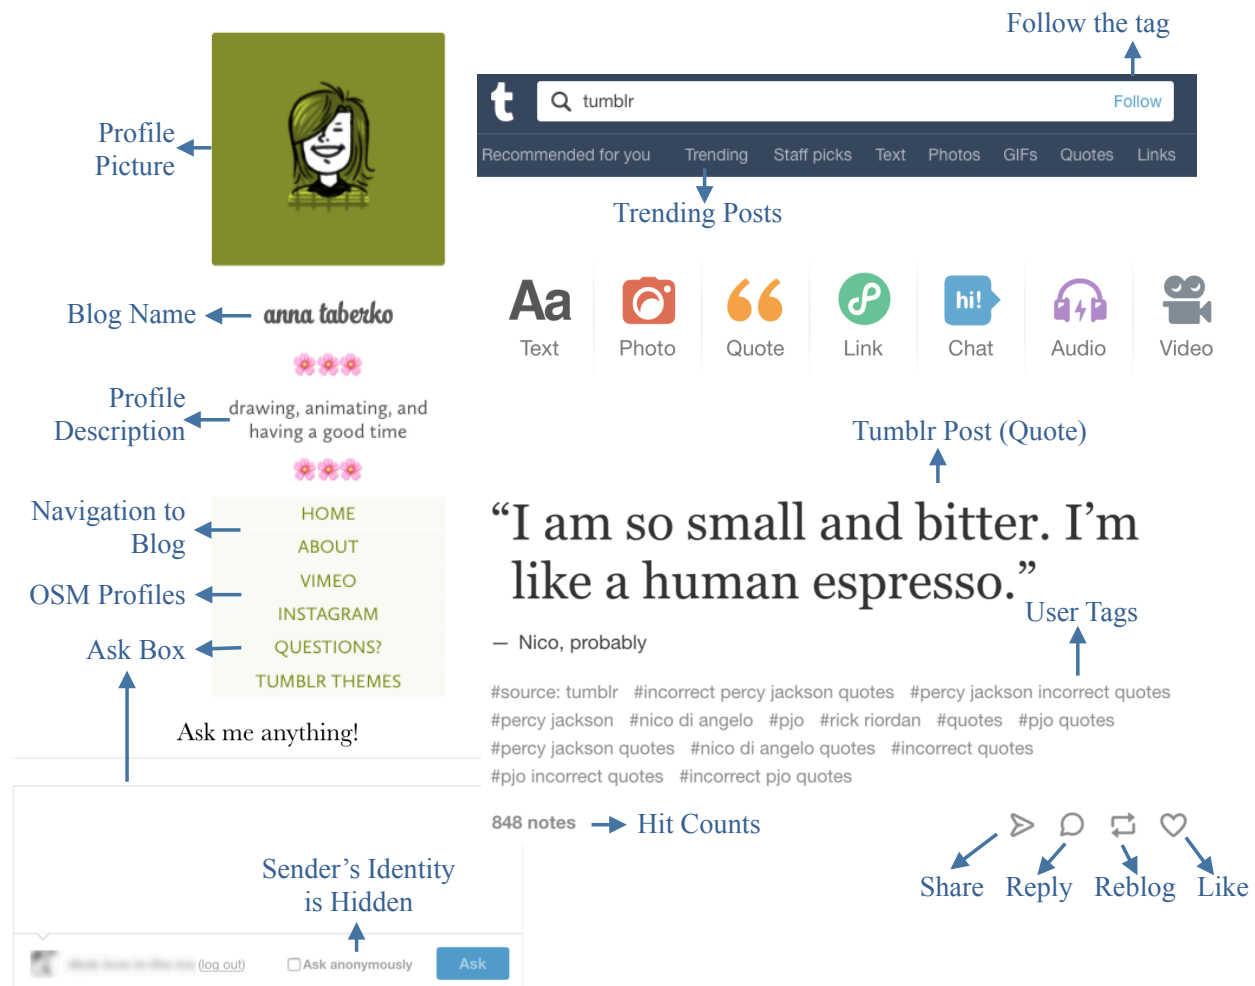 Follow the tag
t
tumblr
Follow
Recommended for you Trending Staff picks Text Photos GIFs Quotes Links
Trending Posts
Profile
Picture
Blog Name
anna taberko
Profile
Description
drawing, animating, and
having a good time
Navigation to
Blog
HOME
ABOUT
OSM Profiles
VIMEO
INSTAGRAM
Ask Box
QUESTIONS?
TUMBLR THEMES
Ask me anything!
Sender's Identity
is Hidden
(log out)
Ask anonymously
Ask
Aa
hi!
Text Photo Quote Link Chat Audio Video
Tumblr Post (Quote)
“I am so small and bitter. I’m
like a human espresso.”
User Tags
— Nico, probably
#source: tumblr #incorrect percy jackson quotes #percy jackson incorrect quotes
#percy jackson #nico di angelo #pjo #rick riordan #quotes #pjo quotes
#percy jackson quotes #nico di angelo quotes #incorrect quotes
#pjo incorrect quotes #incorrect pjo quotes
848 notes
Hit Counts
Share Reply Reblog Like